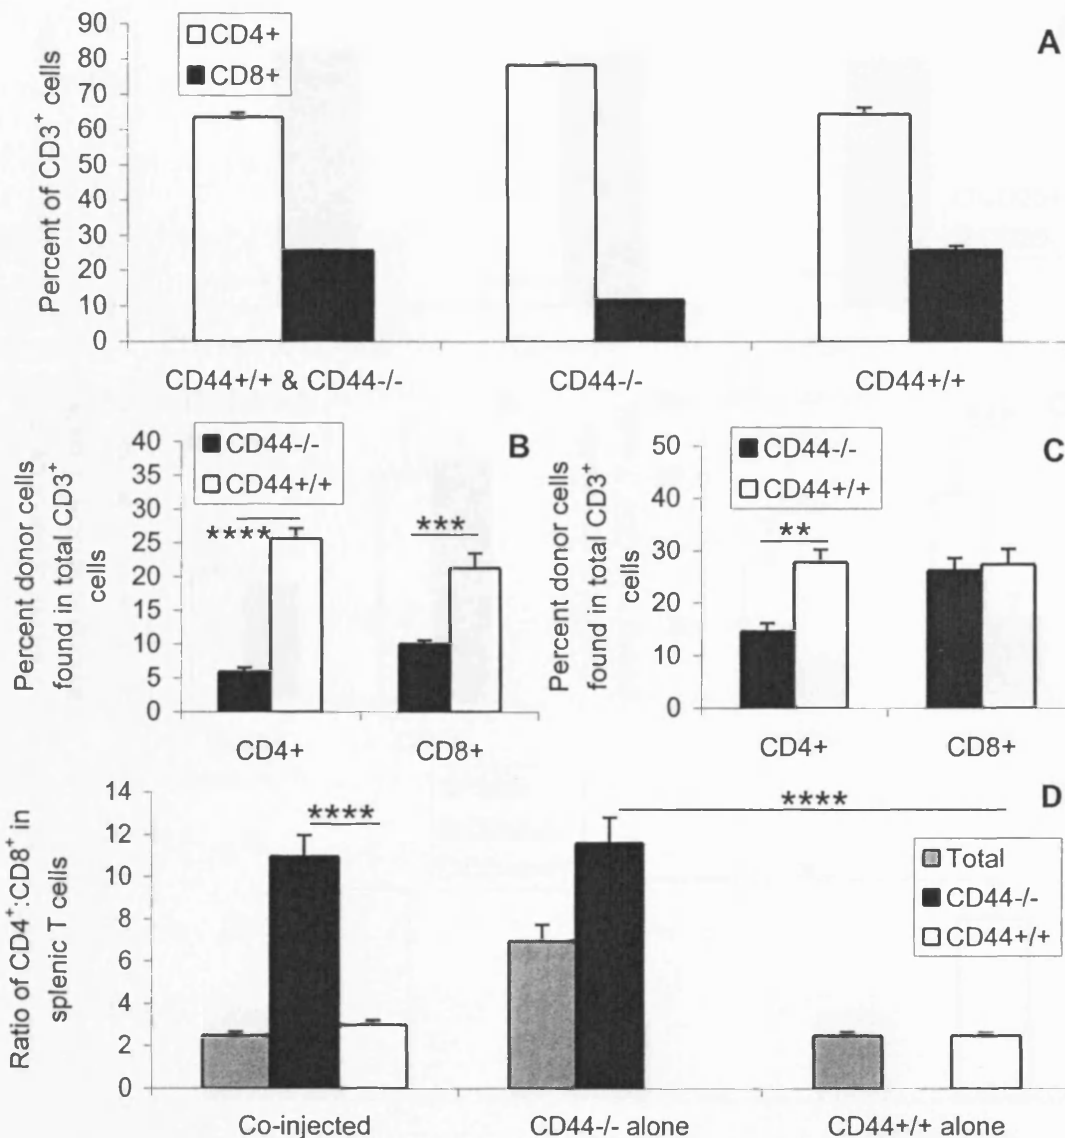 A
CD4+
CD8+
Percent of CD3+ cells
90
80
70
60
50
40
30
20
10
0
CD44+/+ & CD44-/-
CD44-/-
CD44+/+
B
CD44-/-
CD44+/+
Percent donor cells
found in total CD3+
cells
40
35
30
25
20
15
10
5
0
****
***
CD4+
CD8+
C
CD44-/-
CD44+/+
Percent donor cells
found in total CD3+
cells
50
40
30
20
10
0
**
CD4+
CD8+
D
Total
CD44-/-
CD44+/+
Ratio of CD4+:CD8+ in
splenic T cells
14
12
10
8
6
4
2
0
****
****
Co-injected
CD44-/- alone
CD44+/+ alone